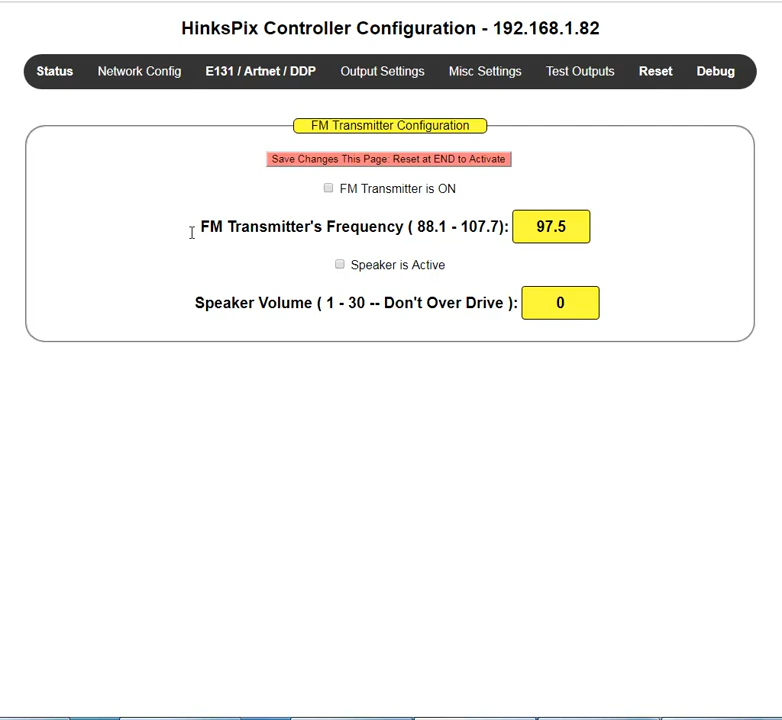 HinksPix Controller Configuration - 192.168.1.82
Status Network Config E131 / Artnet / DDP Output Settings Misc Settings Test Outputs Reset Debug
FM Transmitter Configuration
Save Changes This Page: Reset at END to Activate
FM Transmitter is ON
FM Transmitter's Frequency ( 88.1 - 107.7): 97.5
Speaker is Active
Speaker Volume ( 1 - 30 -- Don't Over Drive ): 0